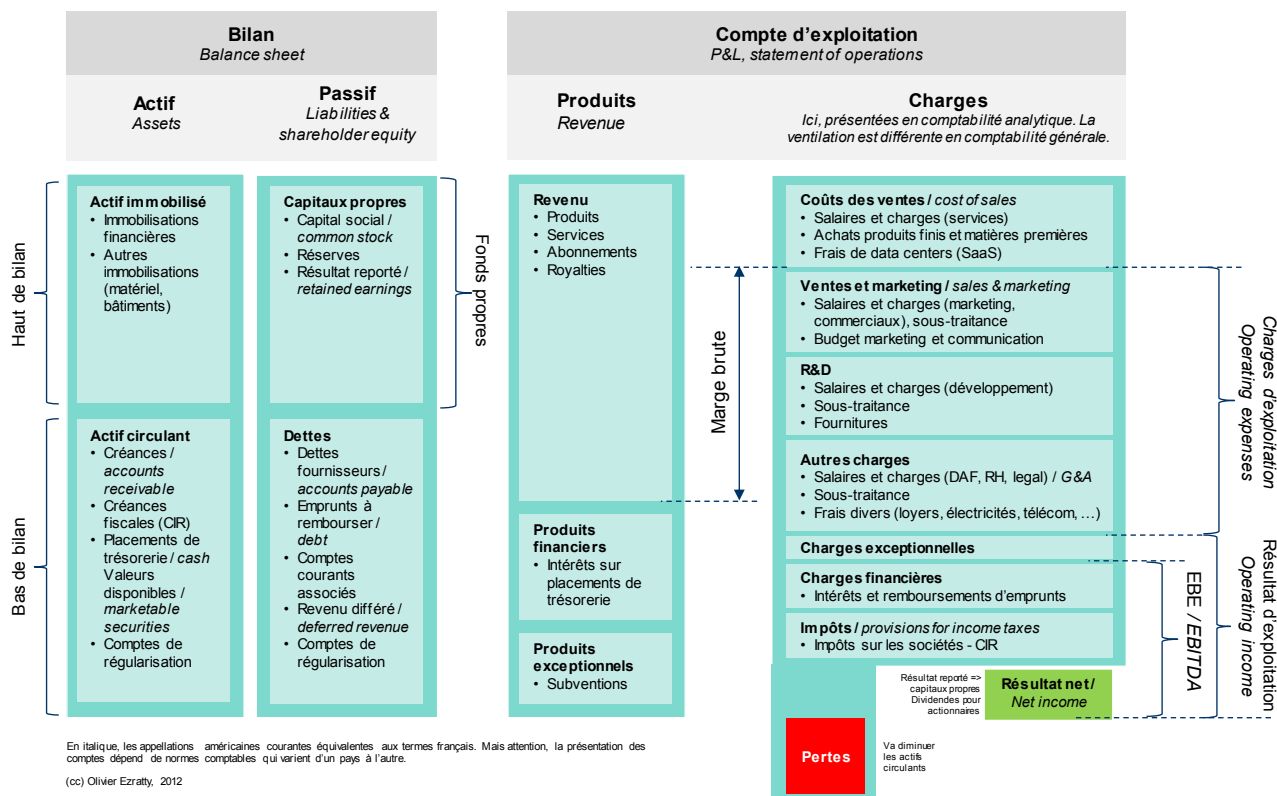 Bilan
Balance sheet
Compte d'exploitation
P&L, statement of operations
Actif
Assets
Passif
Liabilities &
shareholder equity
Produits
Revenue
Charges
Ici, présentées en comptabilité analytique. La
ventilation est différente en comptabilité générale.
Haut de bilan
Actif immobilisé
• Immobilisations
financières
• Autres
immobilisations
(matériel,
bâtiments)
Capitaux propres
• Capital social /
common stock
• Réserves
• Résultat reporté /
retained earnings
Fonds propres
Bas de bilan
Actif circulant
• Créances /
accounts
receivable
• Créances
fiscales (CIR)
• Placements de
trésorerie / cash
Valeurs
disponibles /
marketable
securities
• Comptes de
régularisation
Dettes
• Dettes
fournisseurs /
accounts payable
• Emprunts à
rembourser /
debt
• Comptes
courants
associés
• Revenu différé /
deferred revenue
• Comptes de
régularisation
Revenu
• Produits
• Services
• Abonnements
• Royalties
Marge brute
Produits
financiers
• Intérêts sur
placements de
trésorerie
Produits
exceptionnels
• Subventions
Coûts des ventes / cost of sales
• Salaires et charges (services)
• Achats produits finis et matières premières
• Frais de data centers (SaaS)
Ventes et marketing / sales & marketing
• Salaires et charges (marketing,
commerciaux), sous-traitance
• Budget marketing et communication
R&D
• Salaires et charges (développement)
• Sous-traitance
• Fournitures
Autres charges
• Salaires et charges (DAF, RH, legal) / G&A
• Sous-traitance
• Frais divers (loyers, électricités, télécom, …)
Charges exceptionnelles
Charges financières
• Intérêts et remboursements d'emprunts
Impôts / provisions for income taxes
• Impôts sur les sociétés - CIR
Charges d'exploitation
Operating expenses
EBE / EBITDA
Résultat d'exploitation
Operating income
Résultat reporté =>
capitaux propres
Dividendes pour
actionnaires
Résultat net /
Net income
Pertes
Va diminuer
les actifs
circulants
En italique, les appellations américaines courantes équivalentes aux termes français. Mais attention, la présentation des
comptes dépend de normes comptables qui varient d'un pays à l'autre.
(cc) Olivier Ezratty, 2012